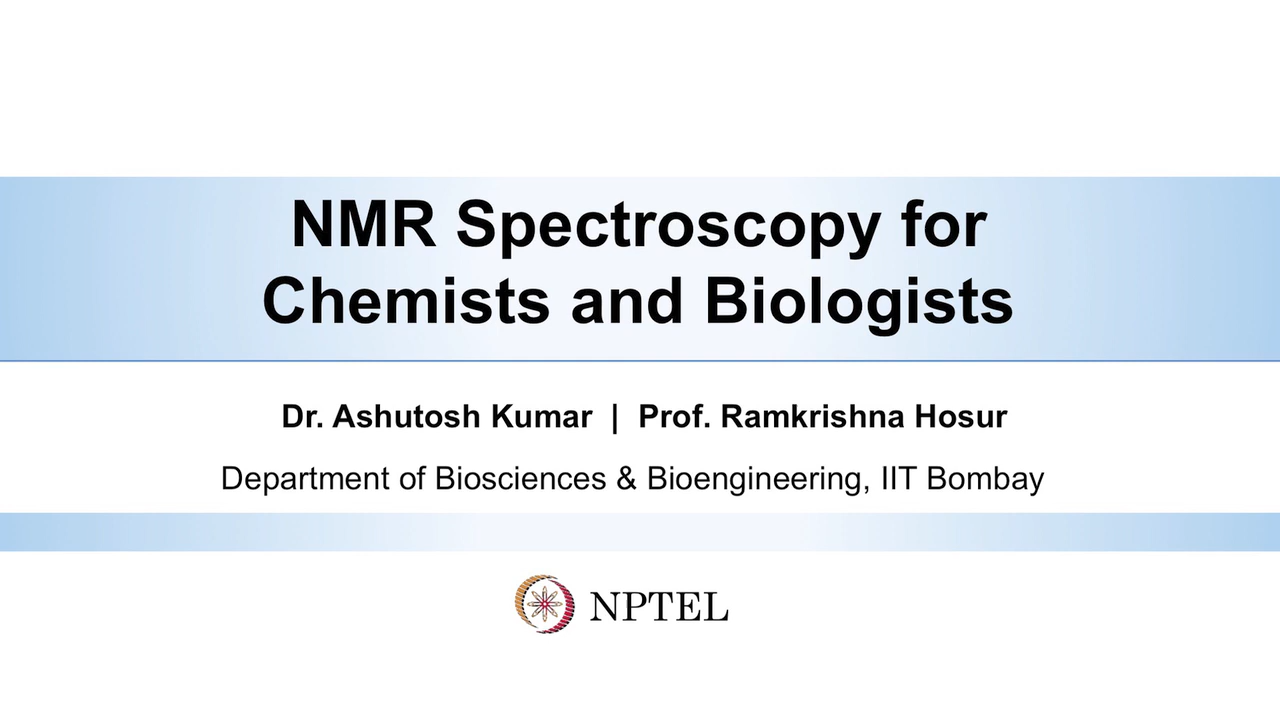 NMR Spectroscopy for
Chemists and Biologists
Dr. Ashutosh Kumar | Prof. Ramkrishna Hosur
Department of Biosciences & Bioengineering, IIT Bombay
NPTEL